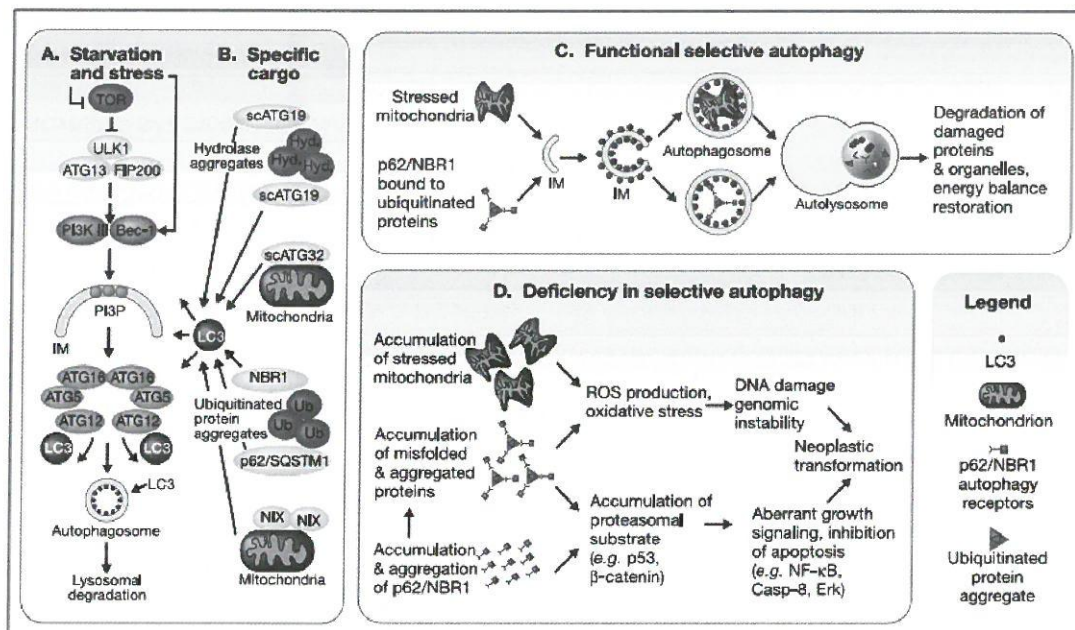 A. Starvation
and stress
TOR
ULK1
ATG13 FIP200
PI3K III Bec-1
PI3P
IM
ATG16 ATG16
ATG5 ATG5
ATG12 ATG12
LC3 LC3
LC3
Autophagosome
Lysosomal
degradation
B. Specific
cargo
scATG19
Hydrolase
aggregates
Hyd,
Hyd,
Hyd,
scATG19
scATG32
Mitochondria
LC3
NBR1
Ubiquitinated
protein
aggregates
Ub
Ub
Ub
p62/SQSTM1
NIX NIX
Mitochondria
C. Functional selective autophagy
Stressed
mitochondria
p62/NBR1
bound to
ubiquitinated
proteins
IM
IM
Autophagosome
Autolysosome
Degradation of
damaged
proteins
& organelles,
energy balance
restoration
D. Deficiency in selective autophagy
Accumulation
of stressed
mitochondria
Accumulation
of misfolded
& aggregated
proteins
Accumulation
& aggregation
of p62/NBR1
ROS production,
oxidative stress
DNA damage
genomic
instability
Neoplastic
transformation
Accumulation of
proteasomal
substrate
(e.g. p53,
β-catenin)
Aberrant growth
signaling, inhibition
of apoptosis
(e.g. NF-κB,
Casp-8, Erk)
Legend
LC3
Mitochondrion
p62/NBR1
autophagy
receptors
Ubiquitinated
protein
aggregate